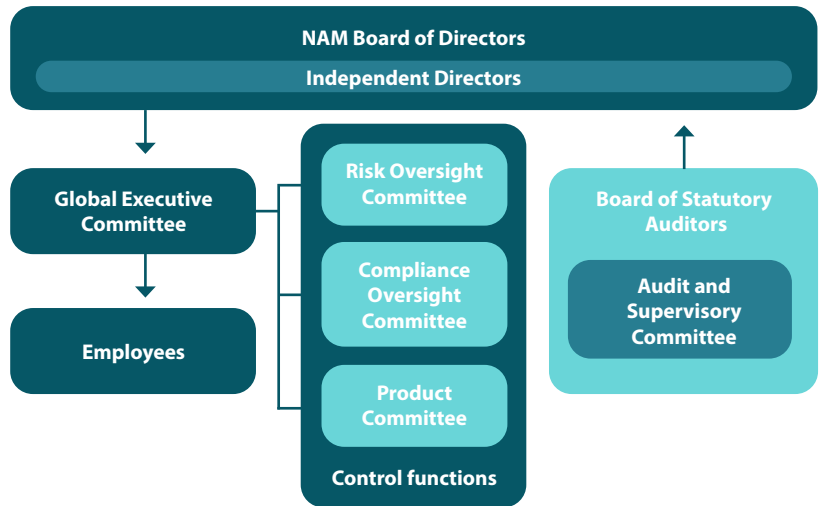 NAM Board of Directors
Independent Directors
Global Executive
Committee
Employees
Risk Oversight
Committee
Compliance
Oversight
Committee
Product
Committee
Control functions
Board of Statutory
Auditors
Audit and
Supervisory
Committee